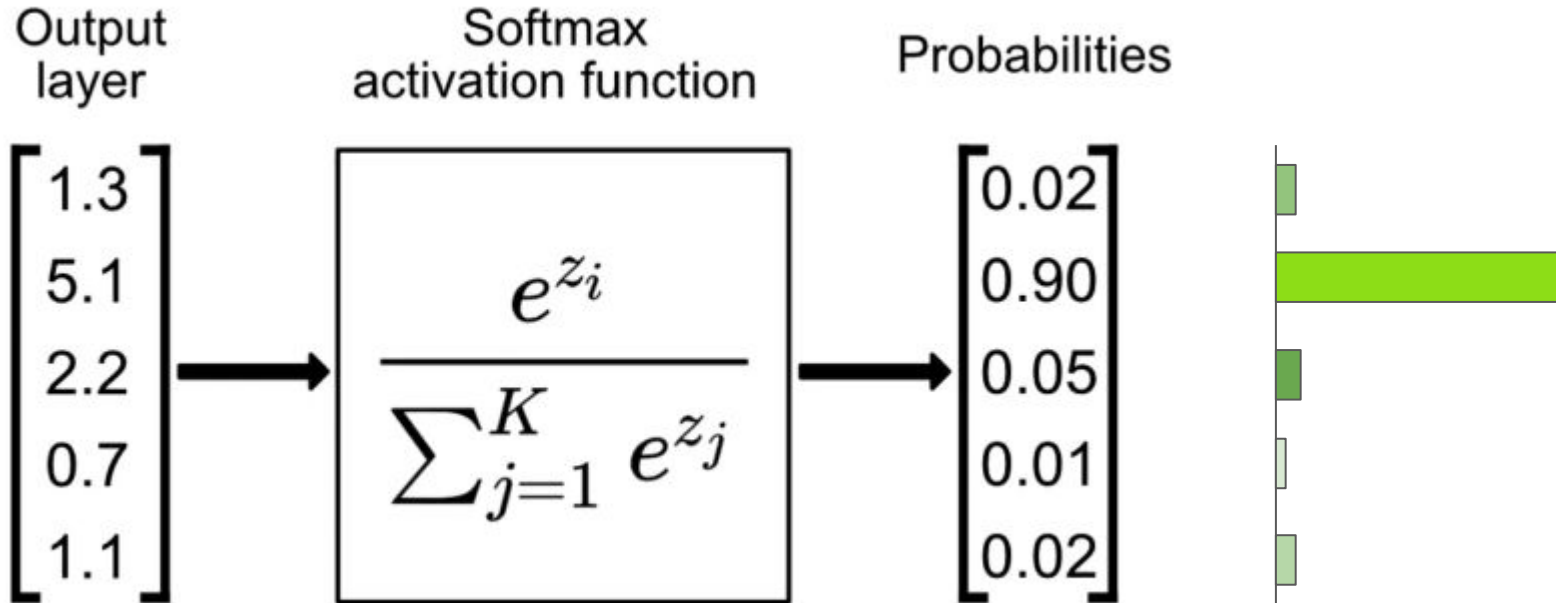 Output
layer
Softmax
activation function
Probabilities
1.3
5.1
2.2
0.7
1.1
e^{z_i}
∑_{j=1}^{K} e^{z_j}
0.02
0.90
0.05
0.01
0.02